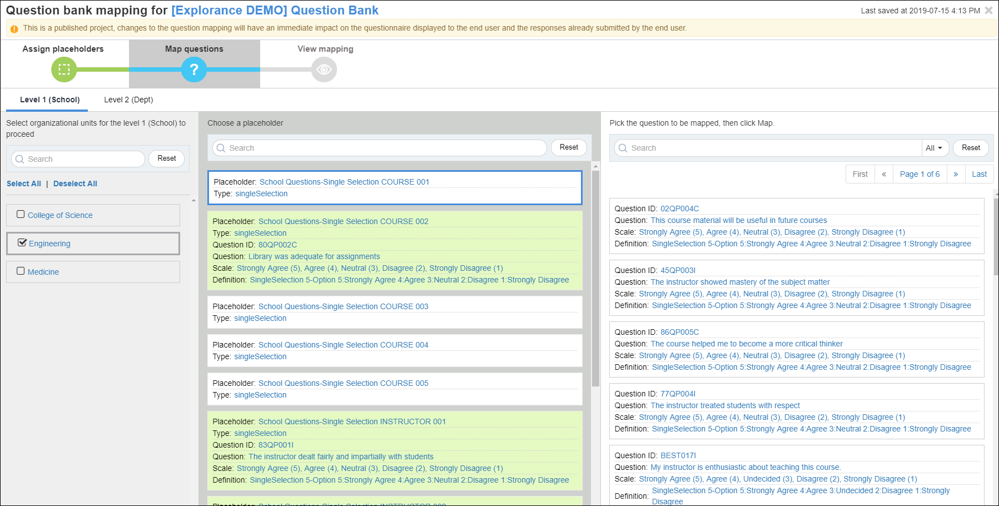 Question bank mapping for [Explorance DEMO] Question Bank
Last saved at 2019-07-15 4:13 PM
This is a published project, changes to the question mapping will have an immediate impact on the questionnaire displayed to the end user and the responses already submitted by the end user.
Assign placeholders
Map questions
View mapping
?
Level 1 (School)
Level 2 (Dept)
Select organizational units for the level 1 (School) to
proceed
Search
Reset
Select All | Deselect All
College of Science
Engineering
Medicine
Choose a placeholder
Search
Reset
Placeholder: School Questions-Single Selection COURSE 001
Type: singleSelection
Placeholder: School Questions-Single Selection COURSE 002
Type: singleSelection
Question ID: 80QP002C
Question: Library was adequate for assignments
Scale: Strongly Agree (5), Agree (4), Neutral (3), Disagree (2), Strongly Disagree (1)
Definition: SingleSelection 5-Option 5:Strongly Agree 4:Agree 3:Neutral 2:Disagree 1:Strongly Disagree
Placeholder: School Questions-Single Selection COURSE 003
Type: singleSelection
Placeholder: School Questions-Single Selection COURSE 004
Type: singleSelection
Placeholder: School Questions-Single Selection COURSE 005
Type: singleSelection
Placeholder: School Questions-Single Selection INSTRUCTOR 001
Type: singleSelection
Question ID: 83QP001I
Question: The instructor dealt fairly and impartially with students
Scale: Strongly Agree (5), Agree (4), Neutral (3), Disagree (2), Strongly Disagree (1)
Definition: SingleSelection 5-Option 5:Strongly Agree 4:Agree 3:Neutral 2:Disagree 1:Strongly Disagree
Placeholder: School Questions-Single Selection INSTRUCTOR
Pick the question to be mapped, then click Map.
Search
All
Reset
First « Page 1 of 6 » Last
Question ID: 02QP004C
Question: This course material will be useful in future courses
Scale: Strongly Agree (5), Agree (4), Neutral (3), Disagree (2), Strongly Disagree (1)
Definition: SingleSelection 5-Option 5:Strongly Agree 4:Agree 3:Neutral 2:Disagree 1:Strongly Disagree
Question ID: 45QP003I
Question: The instructor showed mastery of the subject matter
Scale: Strongly Agree (5), Agree (4), Neutral (3), Disagree (2), Strongly Disagree (1)
Definition: SingleSelection 5-Option 5:Strongly Agree 4:Agree 3:Neutral 2:Disagree 1:Strongly Disagree
Question ID: 86QP005C
Question: The course helped me to become a more critical thinker
Scale: Strongly Agree (5), Agree (4), Neutral (3), Disagree (2), Strongly Disagree (1)
Definition: SingleSelection 5-Option 5:Strongly Agree 4:Agree 3:Neutral 2:Disagree 1:Strongly Disagree
Question ID: 77QP004I
Question: The instructor treated students with respect
Scale: Strongly Agree (5), Agree (4), Neutral (3), Disagree (2), Strongly Disagree (1)
Definition: SingleSelection 5-Option 5:Strongly Agree 4:Agree 3:Neutral 2:Disagree 1:Strongly Disagree
Question ID: BEST017I
Question: My instructor is enthusiastic about teaching this course.
Scale: Strongly Agree (5), Agree (4), Undecided (3), Disagree (2), Strongly Disagree (1)
Definition: SingleSelection 5-Option 5:Strongly Agree 4:Agree 3:Undecided 2:Disagree 1:Strongly
Disagree